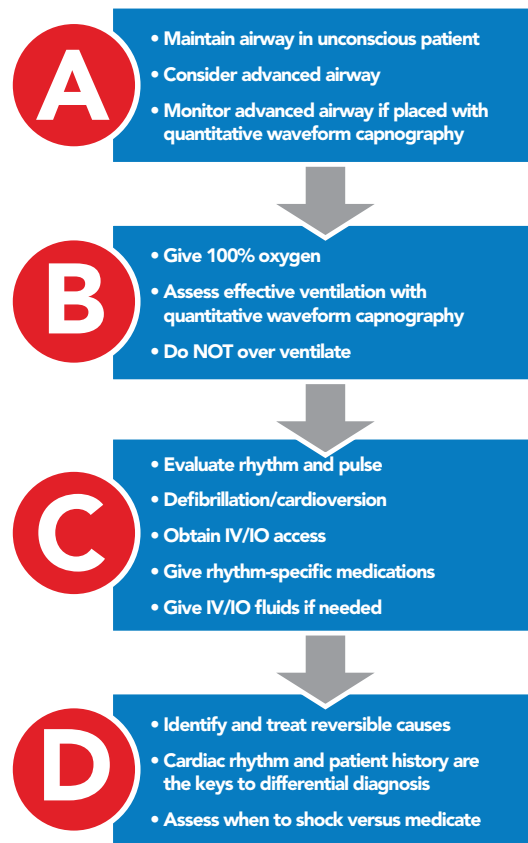 A
• Maintain airway in unconscious patient
• Consider advanced airway
• Monitor advanced airway if placed with
quantitative waveform capnography
B
• Give 100% oxygen
• Assess effective ventilation with
quantitative waveform capnography
• Do NOT over ventilate
C
• Evaluate rhythm and pulse
• Defibrillation/cardioversion
• Obtain IV/IO access
• Give rhythm-specific medications
• Give IV/IO fluids if needed
D
• Identify and treat reversible causes
• Cardiac rhythm and patient history are
the keys to differential diagnosis
• Assess when to shock versus medicate